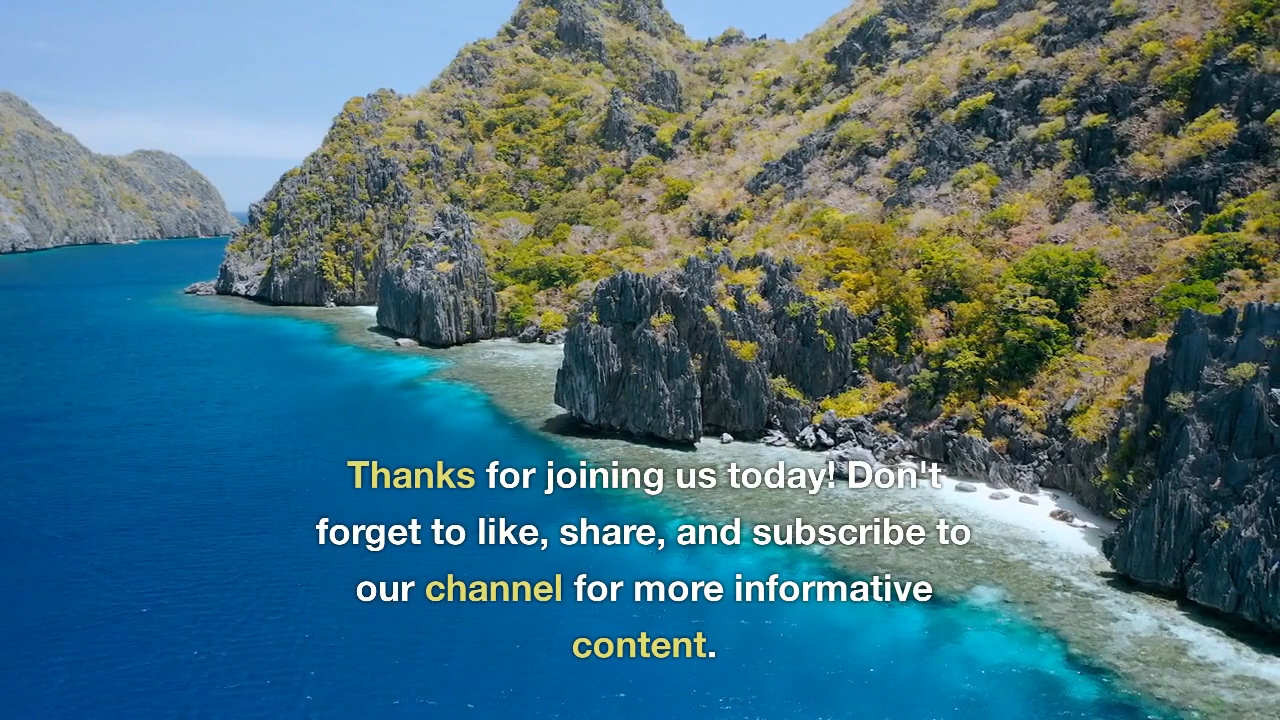 Thanks for joining us today! Don't
forget to like, share, and subscribe to
our channel for more informative
content.